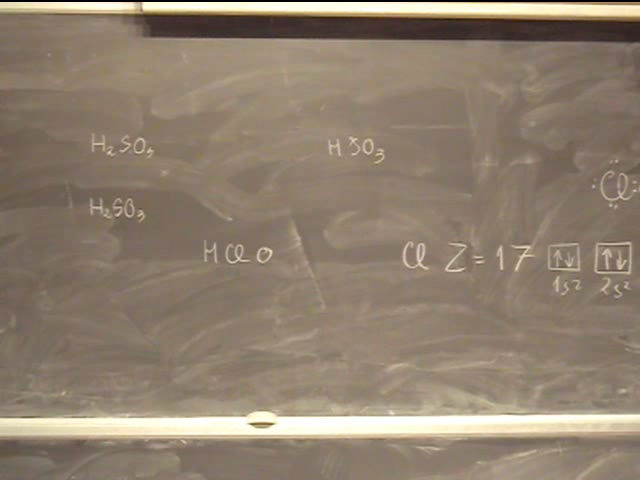 H₂SO₃ HSO₃
:Cl:
H₂SO₃
HClO Cl Z = 17 ↑↓ ↑↓
1s² 2s²